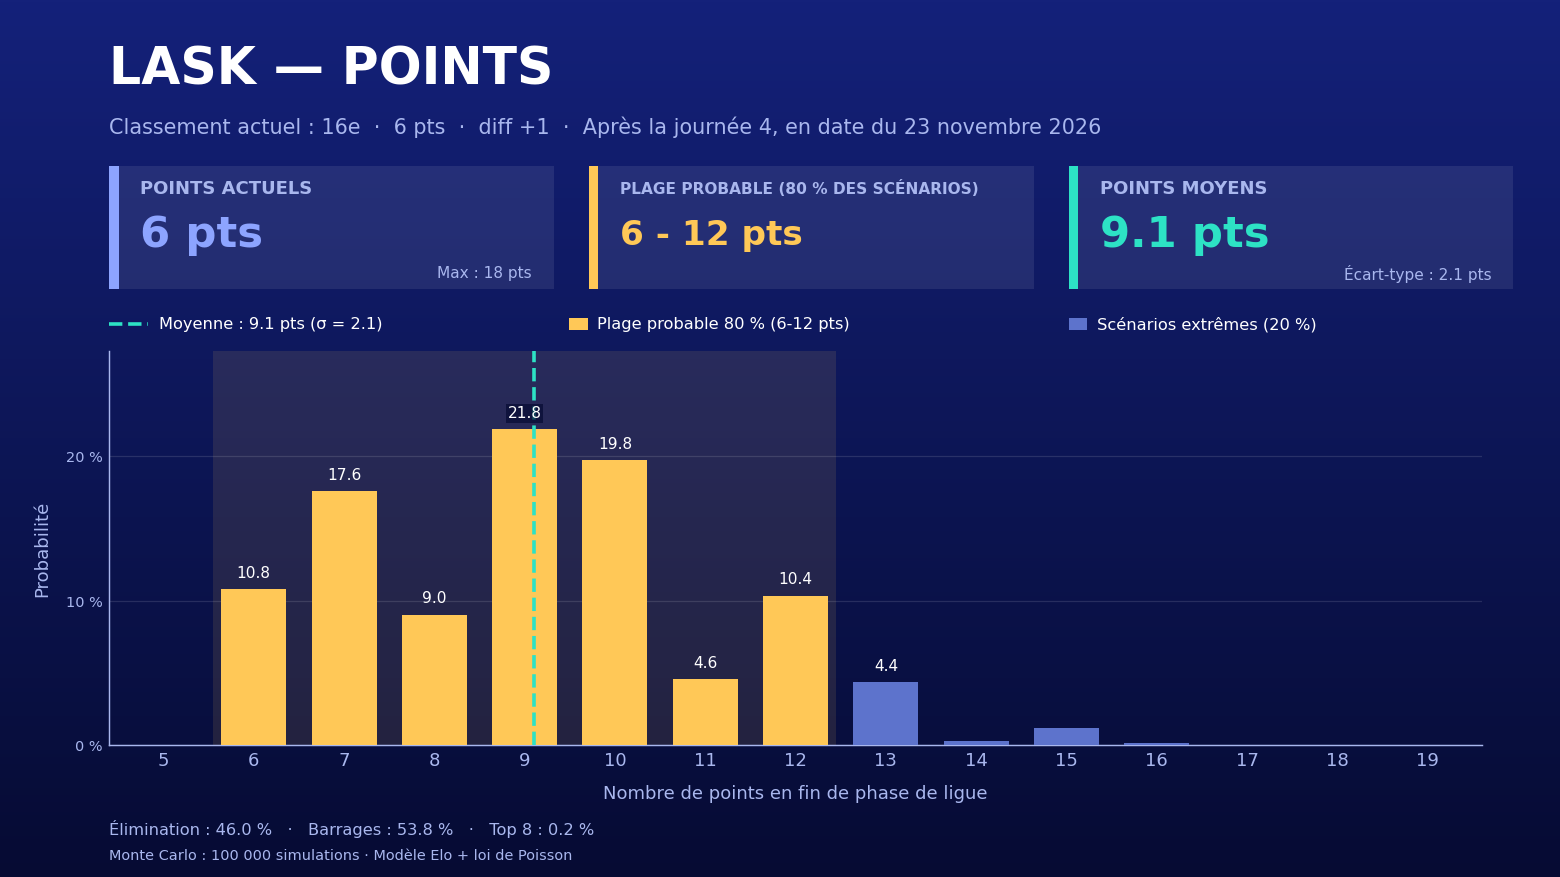 LASK — POINTS
Classement actuel : 16e · 6 pts · diff +1 · Après la journée 4, en date du 23 novembre 2026
POINTS ACTUELS
6 pts
Max : 18 pts
PLAGE PROBABLE (80 % DES SCÉNARIOS)
6 - 12 pts
POINTS MOYENS
9.1 pts
Écart-type : 2.1 pts
Moyenne : 9.1 pts (σ = 2.1)
Plage probable 80 % (6-12 pts)
Scénarios extrêmes (20 %)
Probabilité
20 %
10 %
0 %
10.8
17.6
9.0
21.8
19.8
4.6
10.4
4.4
5 6 7 8 9 10 11 12 13 14 15 16 17 18 19
Nombre de points en fin de phase de ligue
Élimination : 46.0 % · Barrages : 53.8 % · Top 8 : 0.2 %
Monte Carlo : 100 000 simulations · Modèle Elo + loi de Poisson